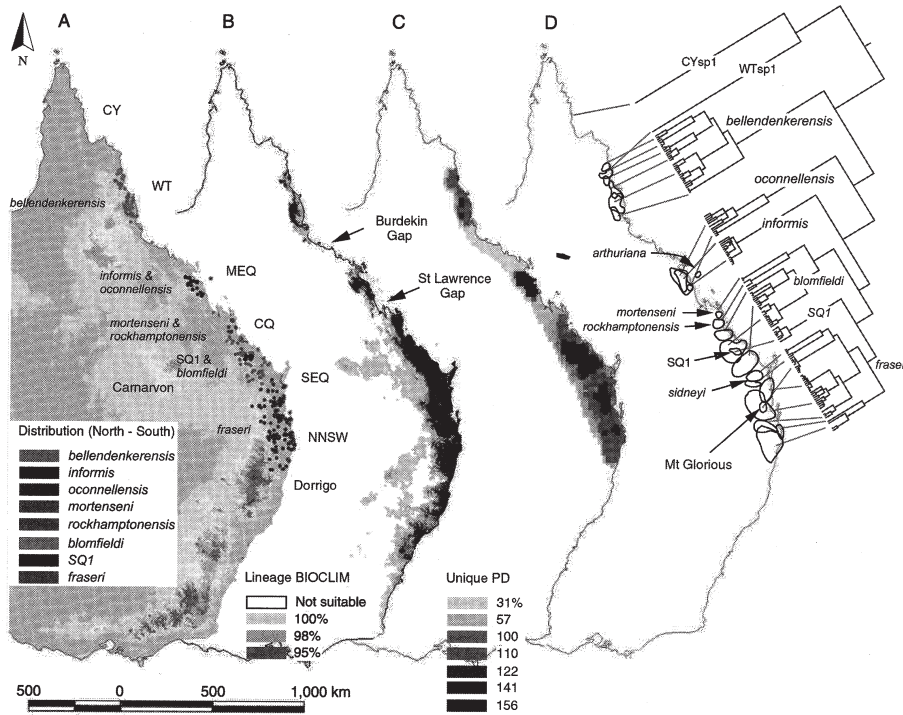 A
B
C
D
N
CY
WT
bellendenkerensis
MEQ
informis &
oconnellensis
mortenseni &
rockhamptonensis
CQ
SQ1 &
blomfieldi
Carnarvon
SEQ
fraseri
NNSW
Dorrigo
Distribution (North - South)
bellendenkerensis
informis
oconnellensis
mortenseni
rockhamptonensis
blomfieldi
SQ1
fraseri
Burdekin
Gap
St Lawrence
Gap
Lineage BIOCLIM
Not suitable
100%
98%
95%
Unique PD
31%
57
100
110
122
141
156
CYsp1
WTsp1
bellendenkerensis
oconnellensis
informis
arthuriana
blomfieldi
mortenseni
rockhamptonensis
SQ1
SQ1
sidneyi
fraseri
Mt Glorious
500
0
500
1,000 km